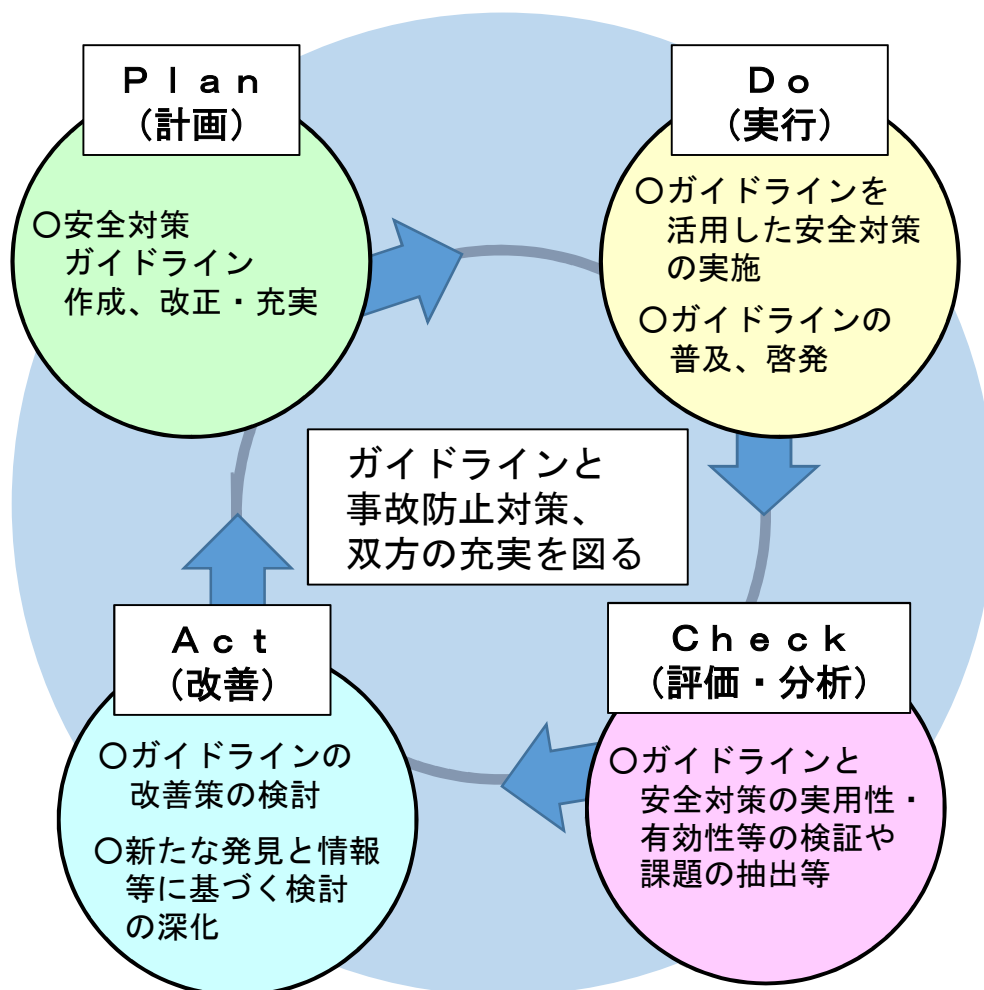 Ｐｌａｎ
（計画）
〇安全対策
ガイドライン
作成、改正・充実
Ｄｏ
（実行）
〇ガイドラインを
活用した安全対策
の実施
〇ガイドラインの
普及、啓発
ガイドラインと
事故防止対策、
双方の充実を図る
Ａｃｔ
（改善）
〇ガイドラインの
改善策の検討
〇新たな発見と情報
等に基づく検討
の深化
Ｃｈｅｃｋ
（評価・分析）
〇ガイドラインと
安全対策の実用性・
有効性等の検証や
課題の抽出等